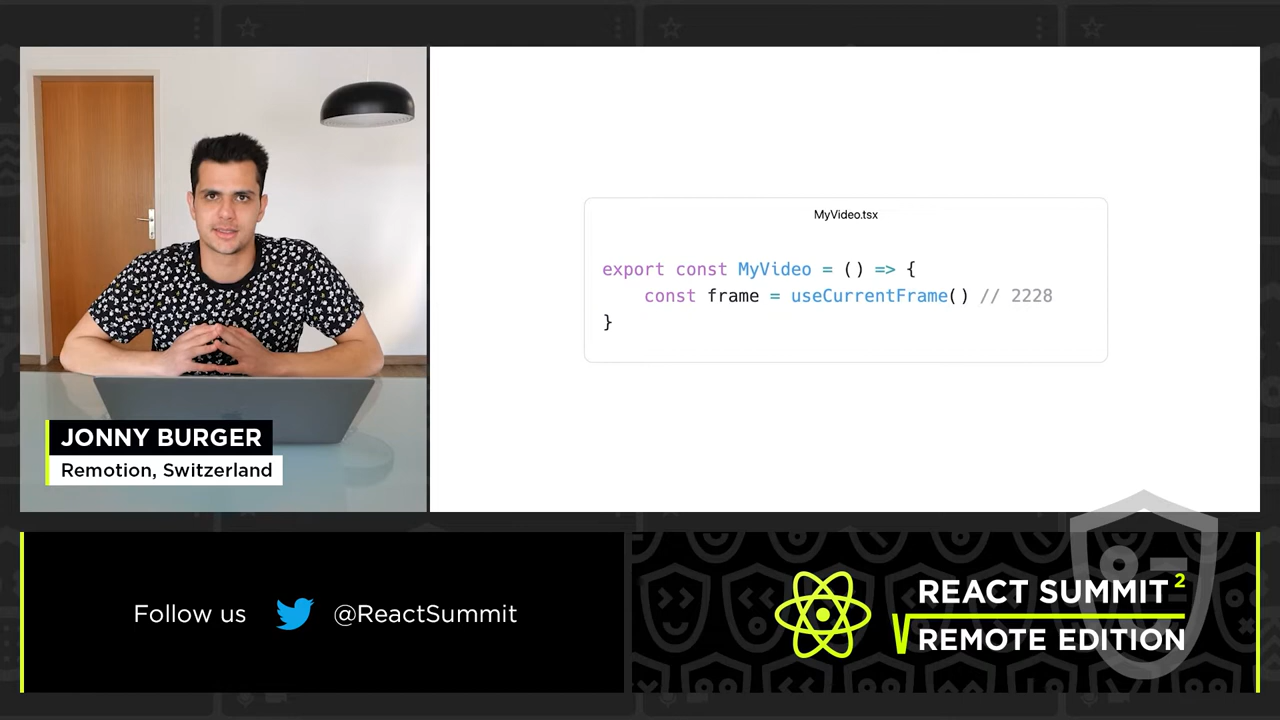 MyVideo.tsx
export const MyVideo = () => {
    const frame = useCurrentFrame() // 2228
}
JONNY BURGER
Remotion, Switzerland
Follow us @ReactSummit
REACT SUMMIT 2
REMOTE EDITION